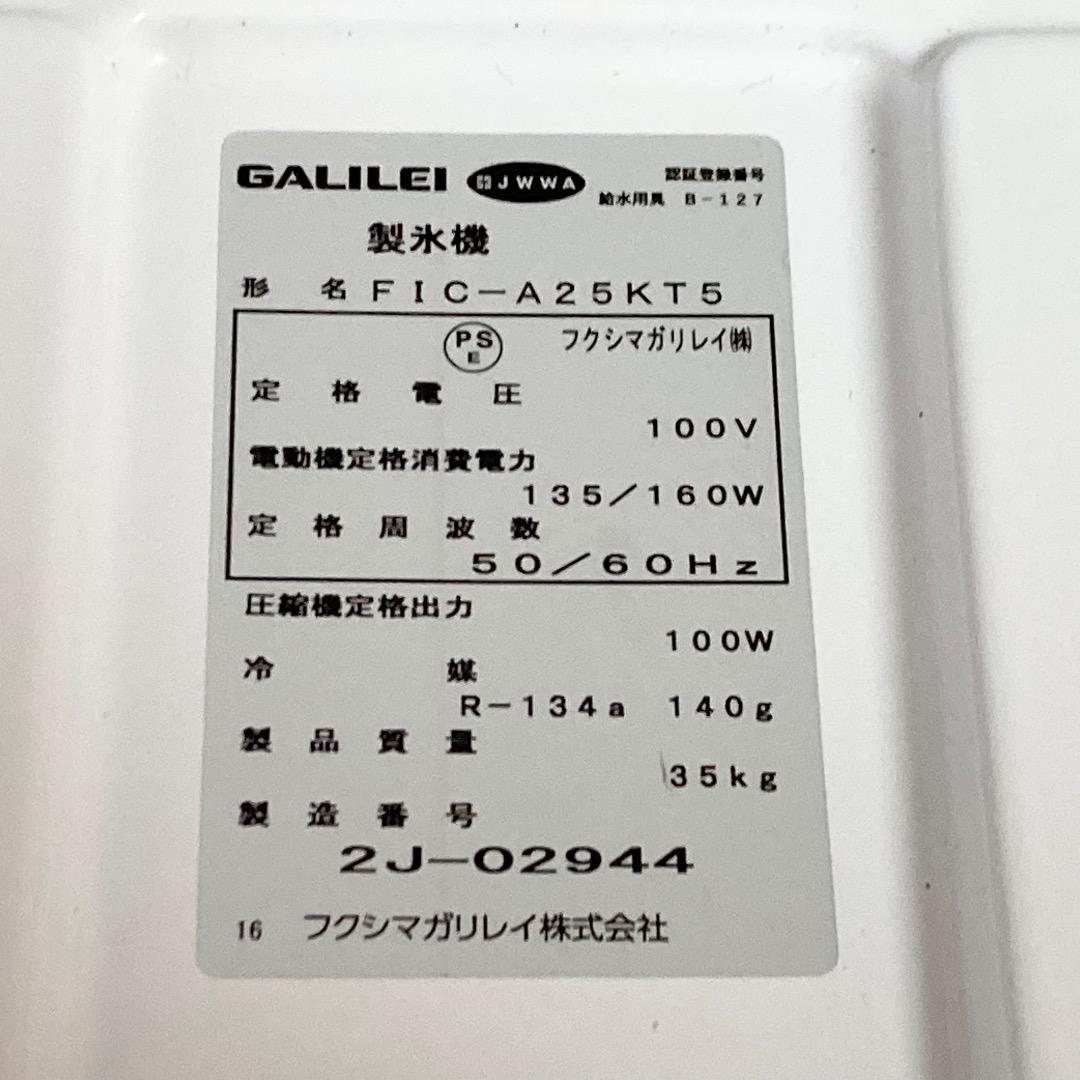 GALILEI JWWA 認証登録番号
給水用具 B-127
製氷機
形名 FIC-A25KT5
PS E フクシマガリレイ㈱
定格電圧
100V
電動機定格消費電力
135/160W
定格周波数
50/60Hz
圧縮機定格出力
100W
冷媒
R-134a 140g
製品質量
35kg
製造番号
2J-02944
16 フクシマガリレイ株式会社